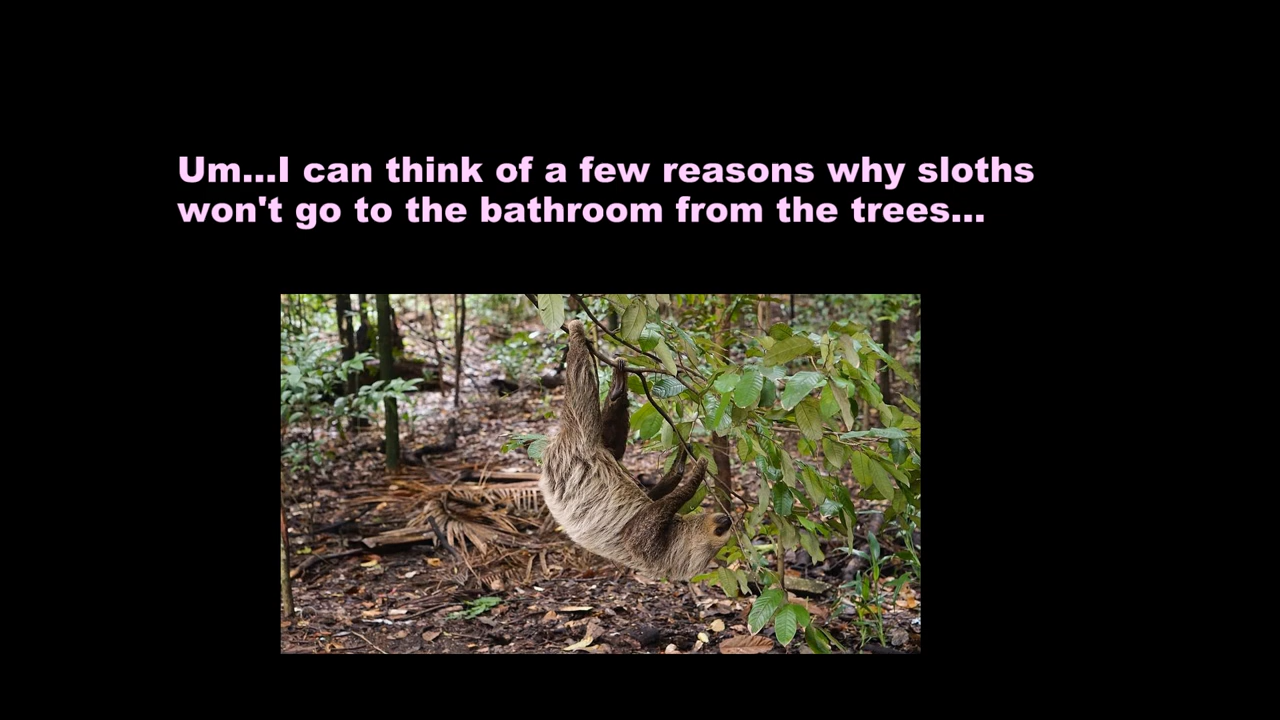 Um...I can think of a few reasons why sloths
won't go to the bathroom from the trees...